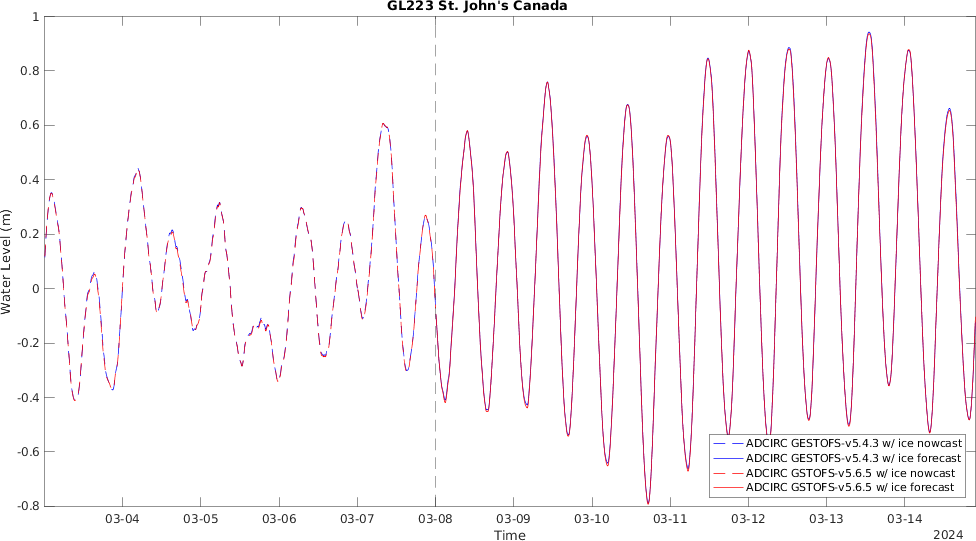 GL223 St. John's Canada
1
0.8
0.6
0.4
0.2
0
-0.2
-0.4
-0.6
-0.8
Water Level (m)
ADCIRC GESTOFS-v5.4.3 w/ ice nowcast
ADCIRC GESTOFS-v5.4.3 w/ ice forecast
ADCIRC GSTOFS-v5.6.5 w/ ice nowcast
ADCIRC GSTOFS-v5.6.5 w/ ice forecast
03-04 03-05 03-06 03-07 03-08 03-09 03-10 03-11 03-12 03-13 03-14
Time
2024